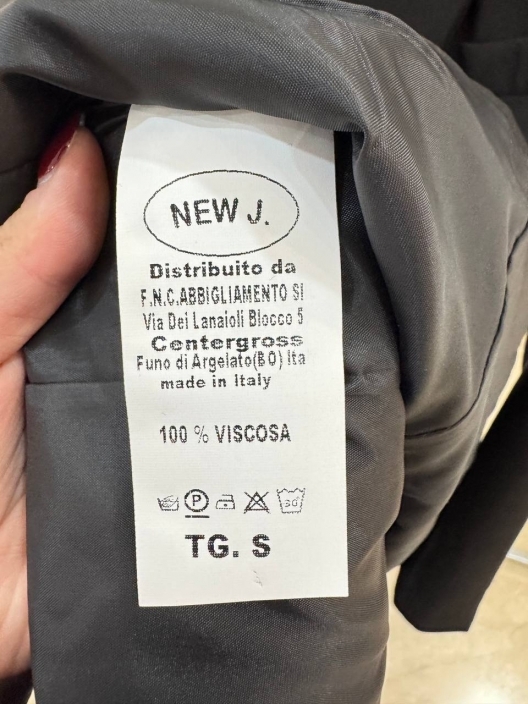 NEW J.
Distribuito da
F.N.C.ABBIGLIAMENTO SI
Via Dei Lanaioli Blocco 5
Centergross
Funo di Argelato(BO) Ita
made in Italy
100 % VISCOSA
P 30°
TG. S